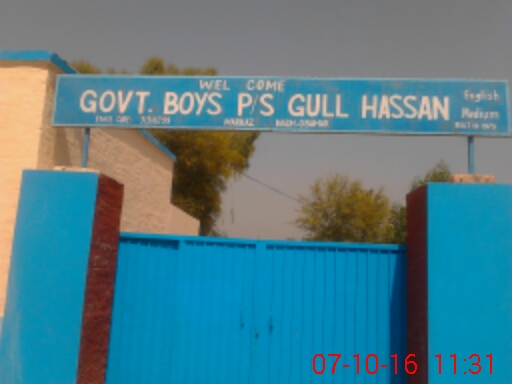 WEL COME
GOVT. BOYS P/S GULL HASSAN
English
Medium
07-10-16 11:31